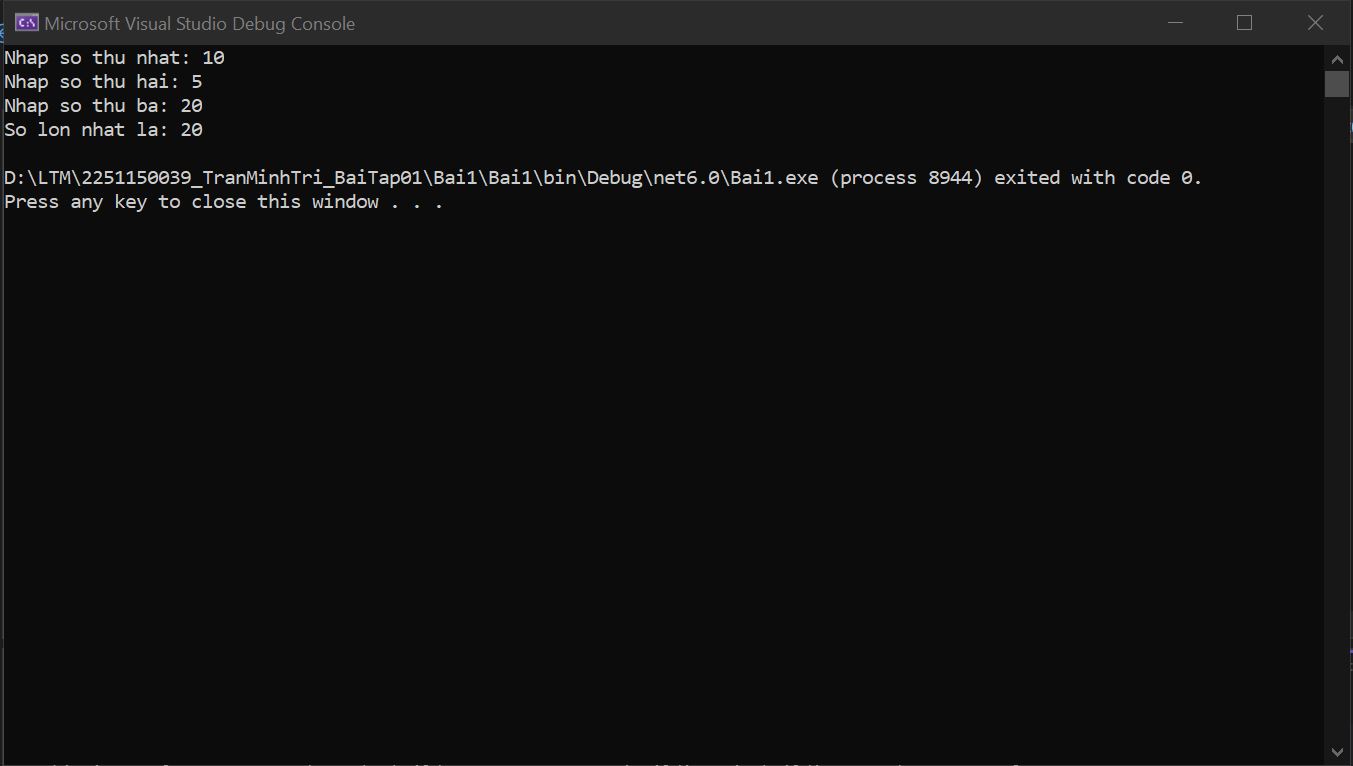 Microsoft Visual Studio Debug Console
Nhap so thu nhat: 10
Nhap so thu hai: 5
Nhap so thu ba: 20
So lon nhat la: 20
D:\LTM\2251150039_TranMinhTri_BaiTap01\Bai1\Bai1\bin\Debug\net6.0\Bai1.exe (process 8944) exited with code 0.
Press any key to close this window . . .